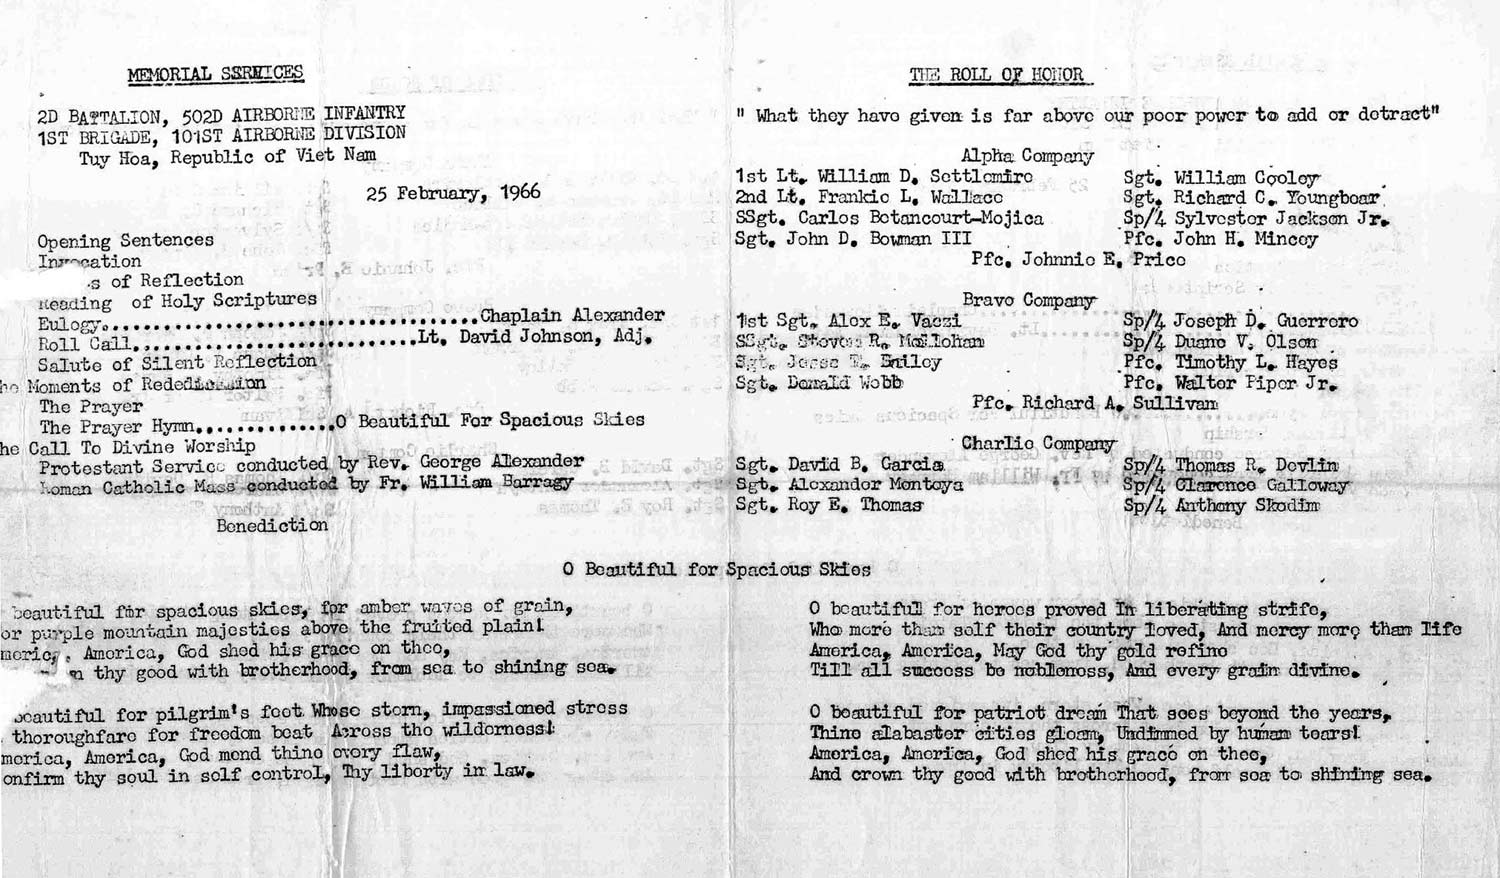 MEMORIAL SERVICES
2D BATTALION, 502D AIRBORNE INFANTRY
1ST BRIGADE, 101ST AIRBORNE DIVISION
Tuy Hoa, Republic of Viet Nam
25 February, 1966
Opening Sentences
Invocation
s of Reflection
Reading of Holy Scriptures
Eulogy......................................Chaplain Alexander
Roll Call...............................Lt. David Johnson, Adj.
Salute of Silent Reflection
he Moments of Rededication
The Prayer
The Prayer Hymn..............O Beautiful For Spacious Skies
he Call To Divine Worship
Protestant Service conducted by Rev. George Alexander
Roman Catholic Mass conducted by Fr. William Barragy
Benediction
THE ROLL OF HONOR
" What they have given is far above our poor power to add or detract"
Alpha Company
1st Lt. William D. Settlemire Sgt. William Cooley
2nd Lt. Frankie L. Wallace Sgt. Richard C. Youngbear
SSgt. Carlos Betancourt-Mojica Sp/4 Sylvester Jackson Jr.
Sgt. John D. Bowman III Pfc. John H. Mincey
Pfc. Johnnie E. Price
Bravo Company
1st Sgt. Alex E. Vaczi Sp/4 Joseph D. Guerrero
SSgt. Steven R. Sp/4 Duane V. Olson
Sgt. Jesse Bailey Pfc. Timothy L. Hayes
Sgt. Donald Webb Pfc. Walter Piper Jr.
Pfc. Richard A. Sullivan
Charlie Company
Sgt. David B. Garcia Sp/4 Thomas R. Devlin
Sgt. Alexander Montoya Sp/4 Clarence Galloway
Sgt. Roy E. Thomas Sp/4 Anthony Skodim
O Beautiful for Spacious Skies
beautiful for spacious skies, for amber waves of grain,
or purple mountain majesties above the fruited plain!
meric. America, God shed his grace on thee,
n thy good with brotherhood, from sea to shining sea.
beautiful for pilgrim's feet Whose stern, impassioned stress
thoroughfare for freedom beat Across the wilderness!
merica, America, God mend thine every flaw,
onfirm thy soul in self control, Thy liberty in law.
O beautiful for heroes proved In liberating strife,
Who more than self their country loved, And mercy more than life
America, America, May God thy gold refine
Till all success be nobleness, And every grain divine.
O beautiful for patriot dream That sees beyond the years,
Thine alabaster cities gleam, Undimmed by human tears!
America, America, God shed his grace on thee,
And crown thy good with brotherhood, from sea to shining sea.